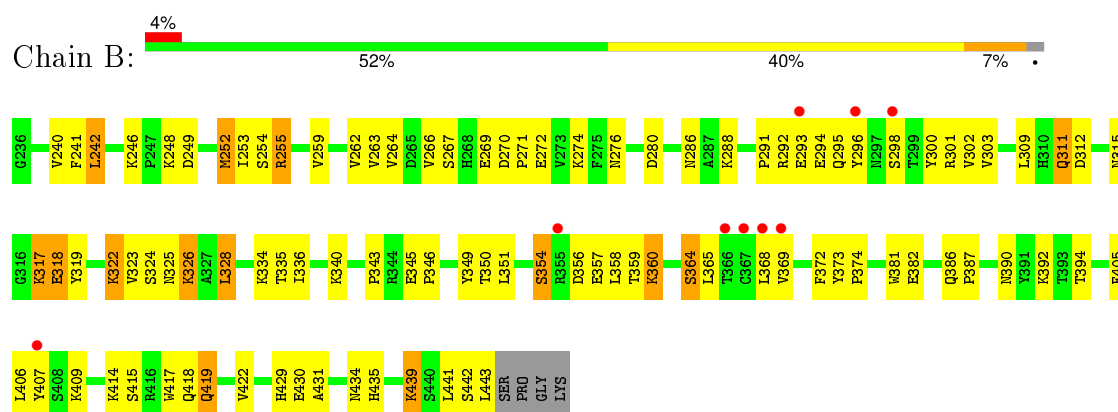 4%
Chain B:
52% 40% 7% •
G236 V240 F241 L242 K246 P247 K248 D249 M252 I253 S254 R255 V259 V262 V263 V264 D265 V266 S267 H268 E269 D270 P271 E272 V273 K274 F275 N276 D280 N286 A287 K288 P291 R292 E293 E294 Q295 Y296 N297 S298 T299 Y300 R301 V302 V303 L309 H310 Q311 D312 N315
G316 K317 E318 Y319 K322 V323 S324 N325 K326 A327 L328 K334 T335 I336 K340 P343 R344 E345 P346 Y349 T350 L351 S354 R355 D356 E357 L358 T359 K360 S364 L365 T366 C367 L368 V369 F372 Y373 P374 W381 E382 Q386 P387 N390 Y391 K392 T393 T394
L406 Y407 S408 K409 K414 S415 R416 W417 Q418 Q419 V422 H429 E430 A431 N434 H435 K439 S440 L441 S442 L443 SER PRO GLY LYS